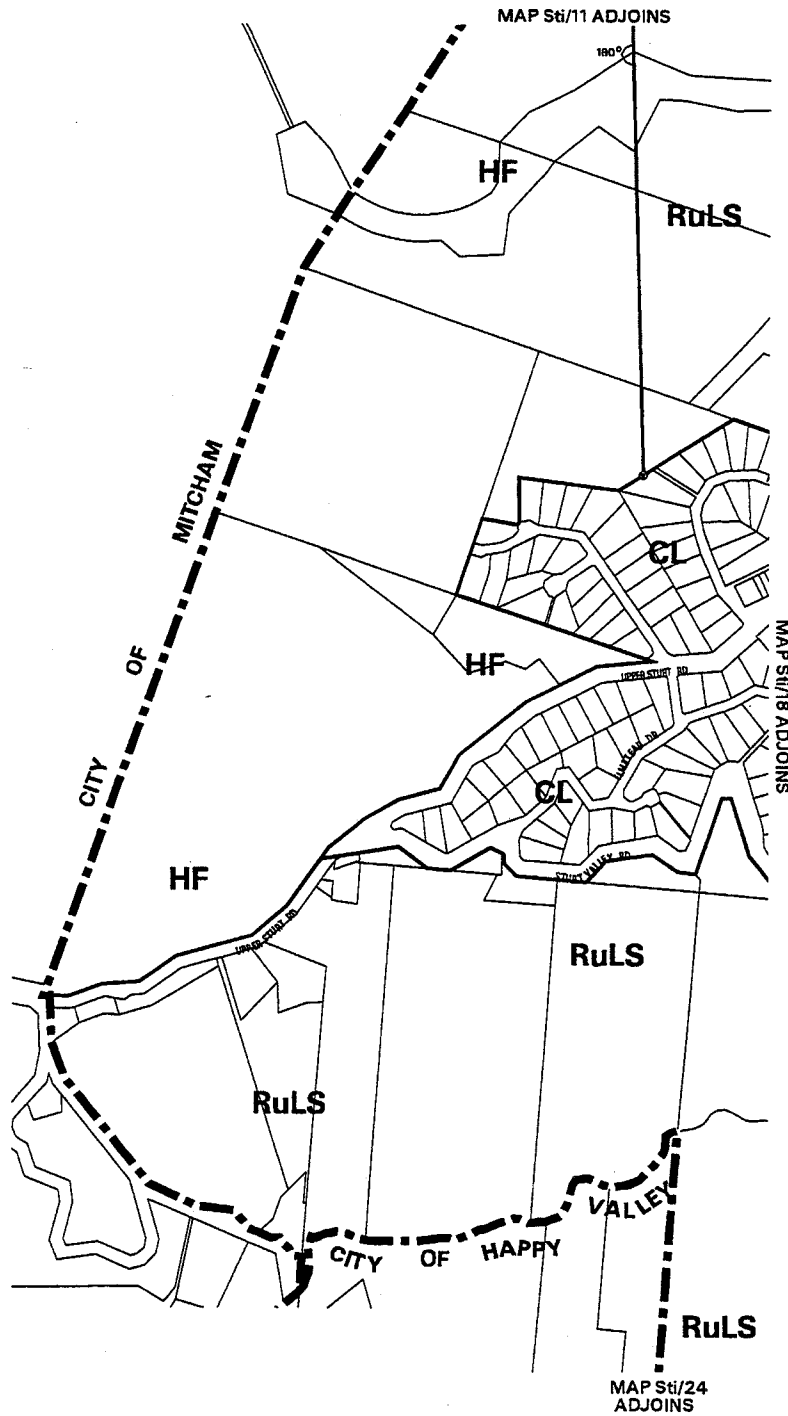 MAP Sti/11 ADJOINS
180°
HF
RuLS
MITCHAM
OF
CITY
CL
HF
UPPER STURT RD
MAP Sti/18 ADJOINS
CL
HF
STURT VALLEY RD
UPPER STURT RD
RuLS
RuLS
CITY
OF
HAPPY
VALLEY
RuLS
MAP Sti/24
ADJOINS